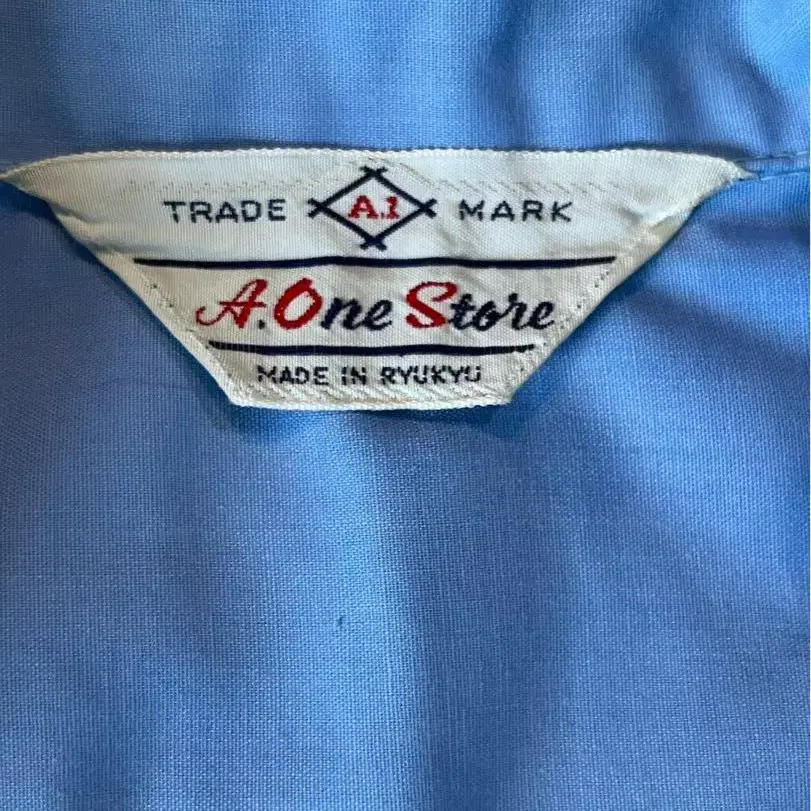 TRADE A.1 MARK
A.One Store
MADE IN RYUKYU